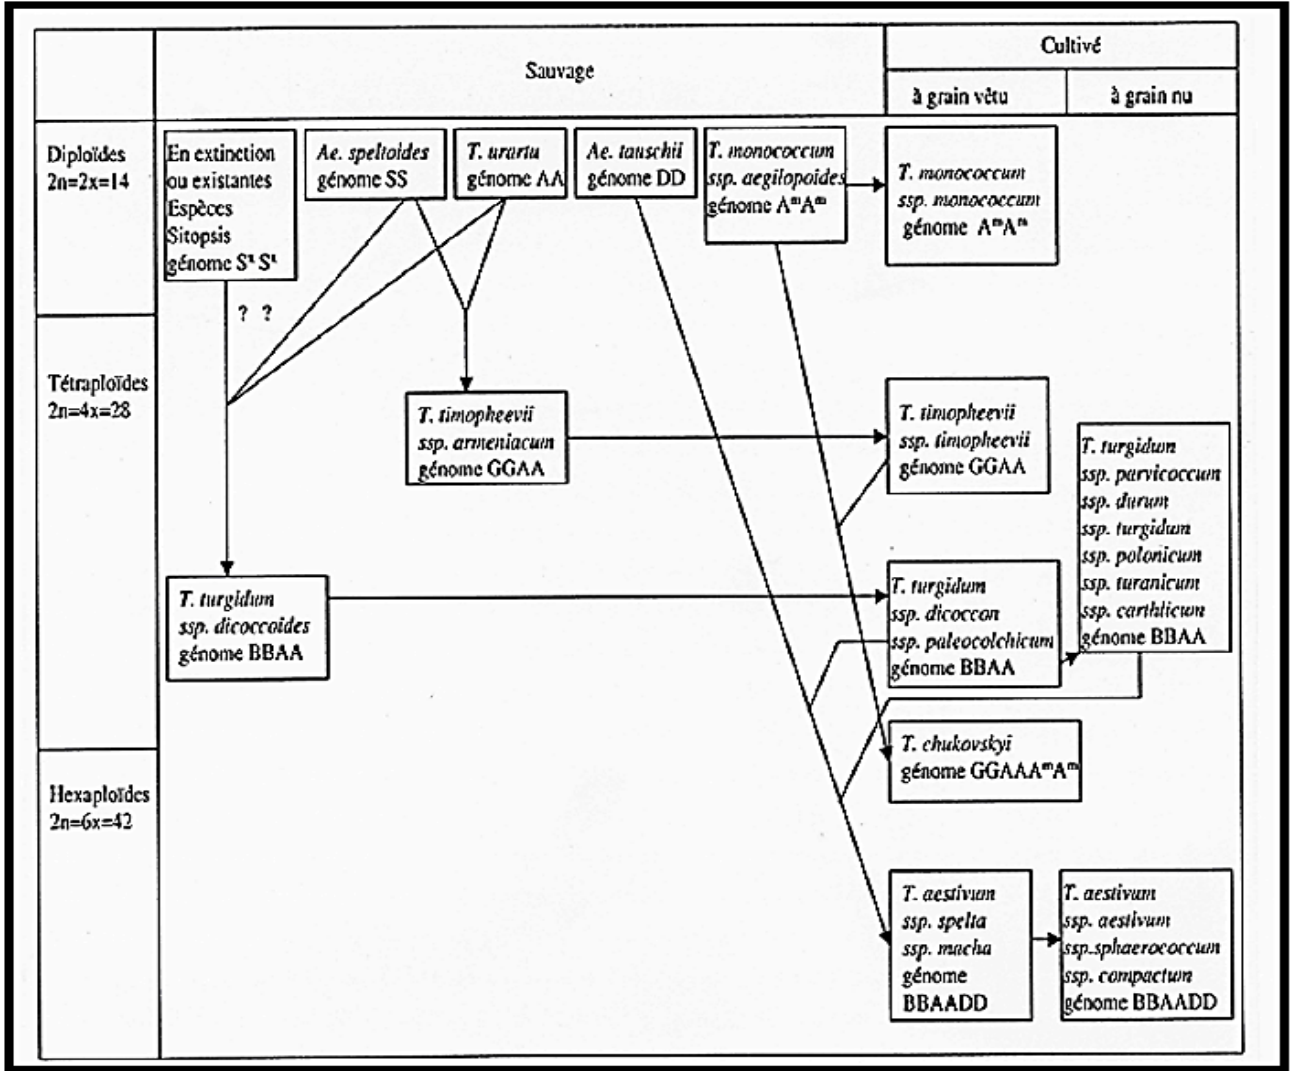 Sauvage
Cultivé
à grain vêtu
à grain nu
Diploïdes
2n=2x=14
En extinction
ou existantes
Espèces
Sitopsis
génome Sˣ Sˣ
Ae. speltoides
génome SS
T. urartu
génome AA
Ae. tauschii
génome DD
T. monococcum
ssp. aegilopoides
génome AᵐAᵐ
T. monococcum
ssp. monococcum
génome AᵐAᵐ
? ?
Tétraploïdes
2n=4x=28
T. timopheevii
ssp. armeniacum
génome GGAA
T. timopheevii
ssp. timopheevii
génome GGAA
T. turgidum
ssp. parvicoccum
ssp. durum
ssp. turgidum
ssp. polonicum
ssp. turanicum
ssp. carthlicum
génome BBAA
T. turgidum
ssp. dicoccoides
génome BBAA
T. turgidum
ssp. dicoccon
ssp. paleocolchicum
génome BBAA
T. chukovskyi
génome GGAAAᵐAᵐ
Hexaploïdes
2n=6x=42
T. aestivum
ssp. spelta
ssp. macha
génome
BBAADD
T. aestivum
ssp. aestivum
ssp.sphaerococcum
ssp. compactum
génome BBAADD